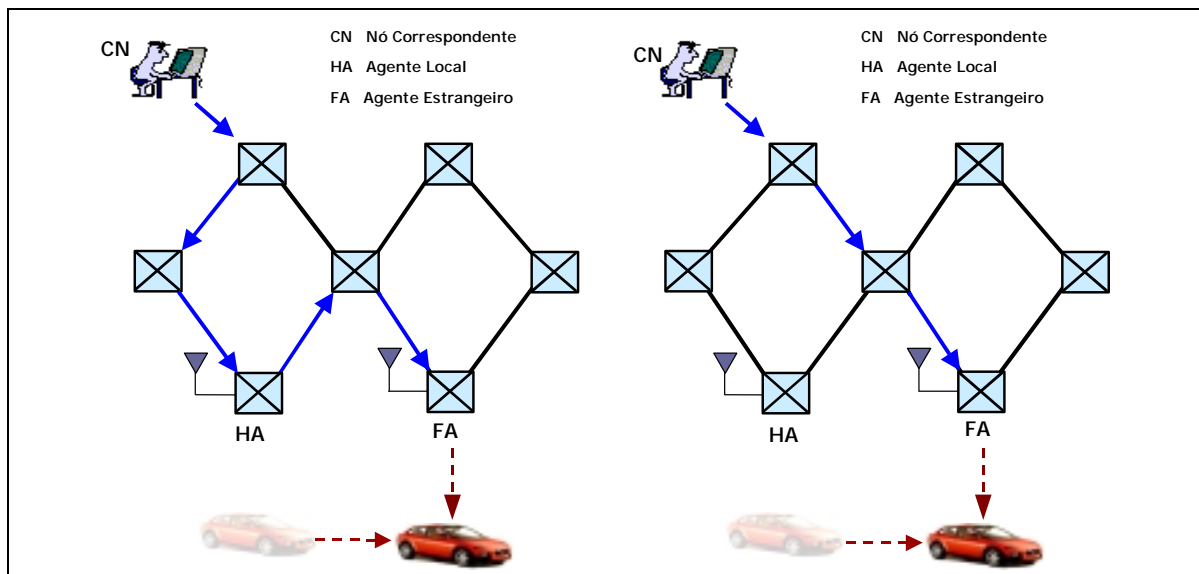 CN
CN Nó Correspondente
HA Agente Local
FA Agente Estrangeiro
HA
FA
CN
CN Nó Correspondente
HA Agente Local
FA Agente Estrangeiro
HA
FA